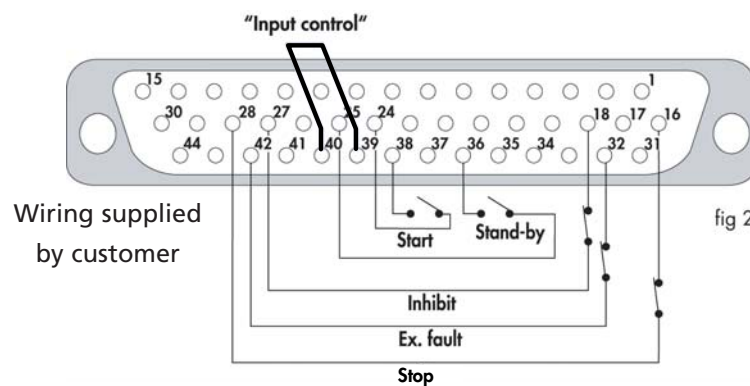 "Input control"
15 1
30 28 27 25 24 18 17 16
44 42 41 40 39 38 37 36 35 34 32 31
Wiring supplied
by customer
fig 2
Start Stand-by
Inhibit
Ex. fault
Stop